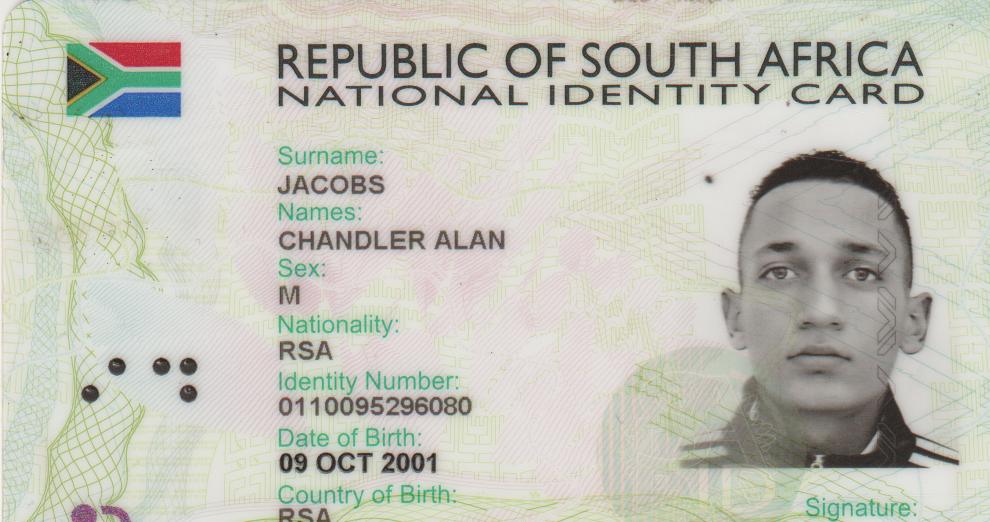 REPUBLIC OF SOUTH AFRICA
NATIONAL IDENTITY CARD
Surname:
JACOBS
Names:
CHANDLER ALAN
Sex:
M
Nationality:
RSA
Identity Number:
0110095296080
Date of Birth:
09 OCT 2001
Country of Birth:
RSA
Signature: